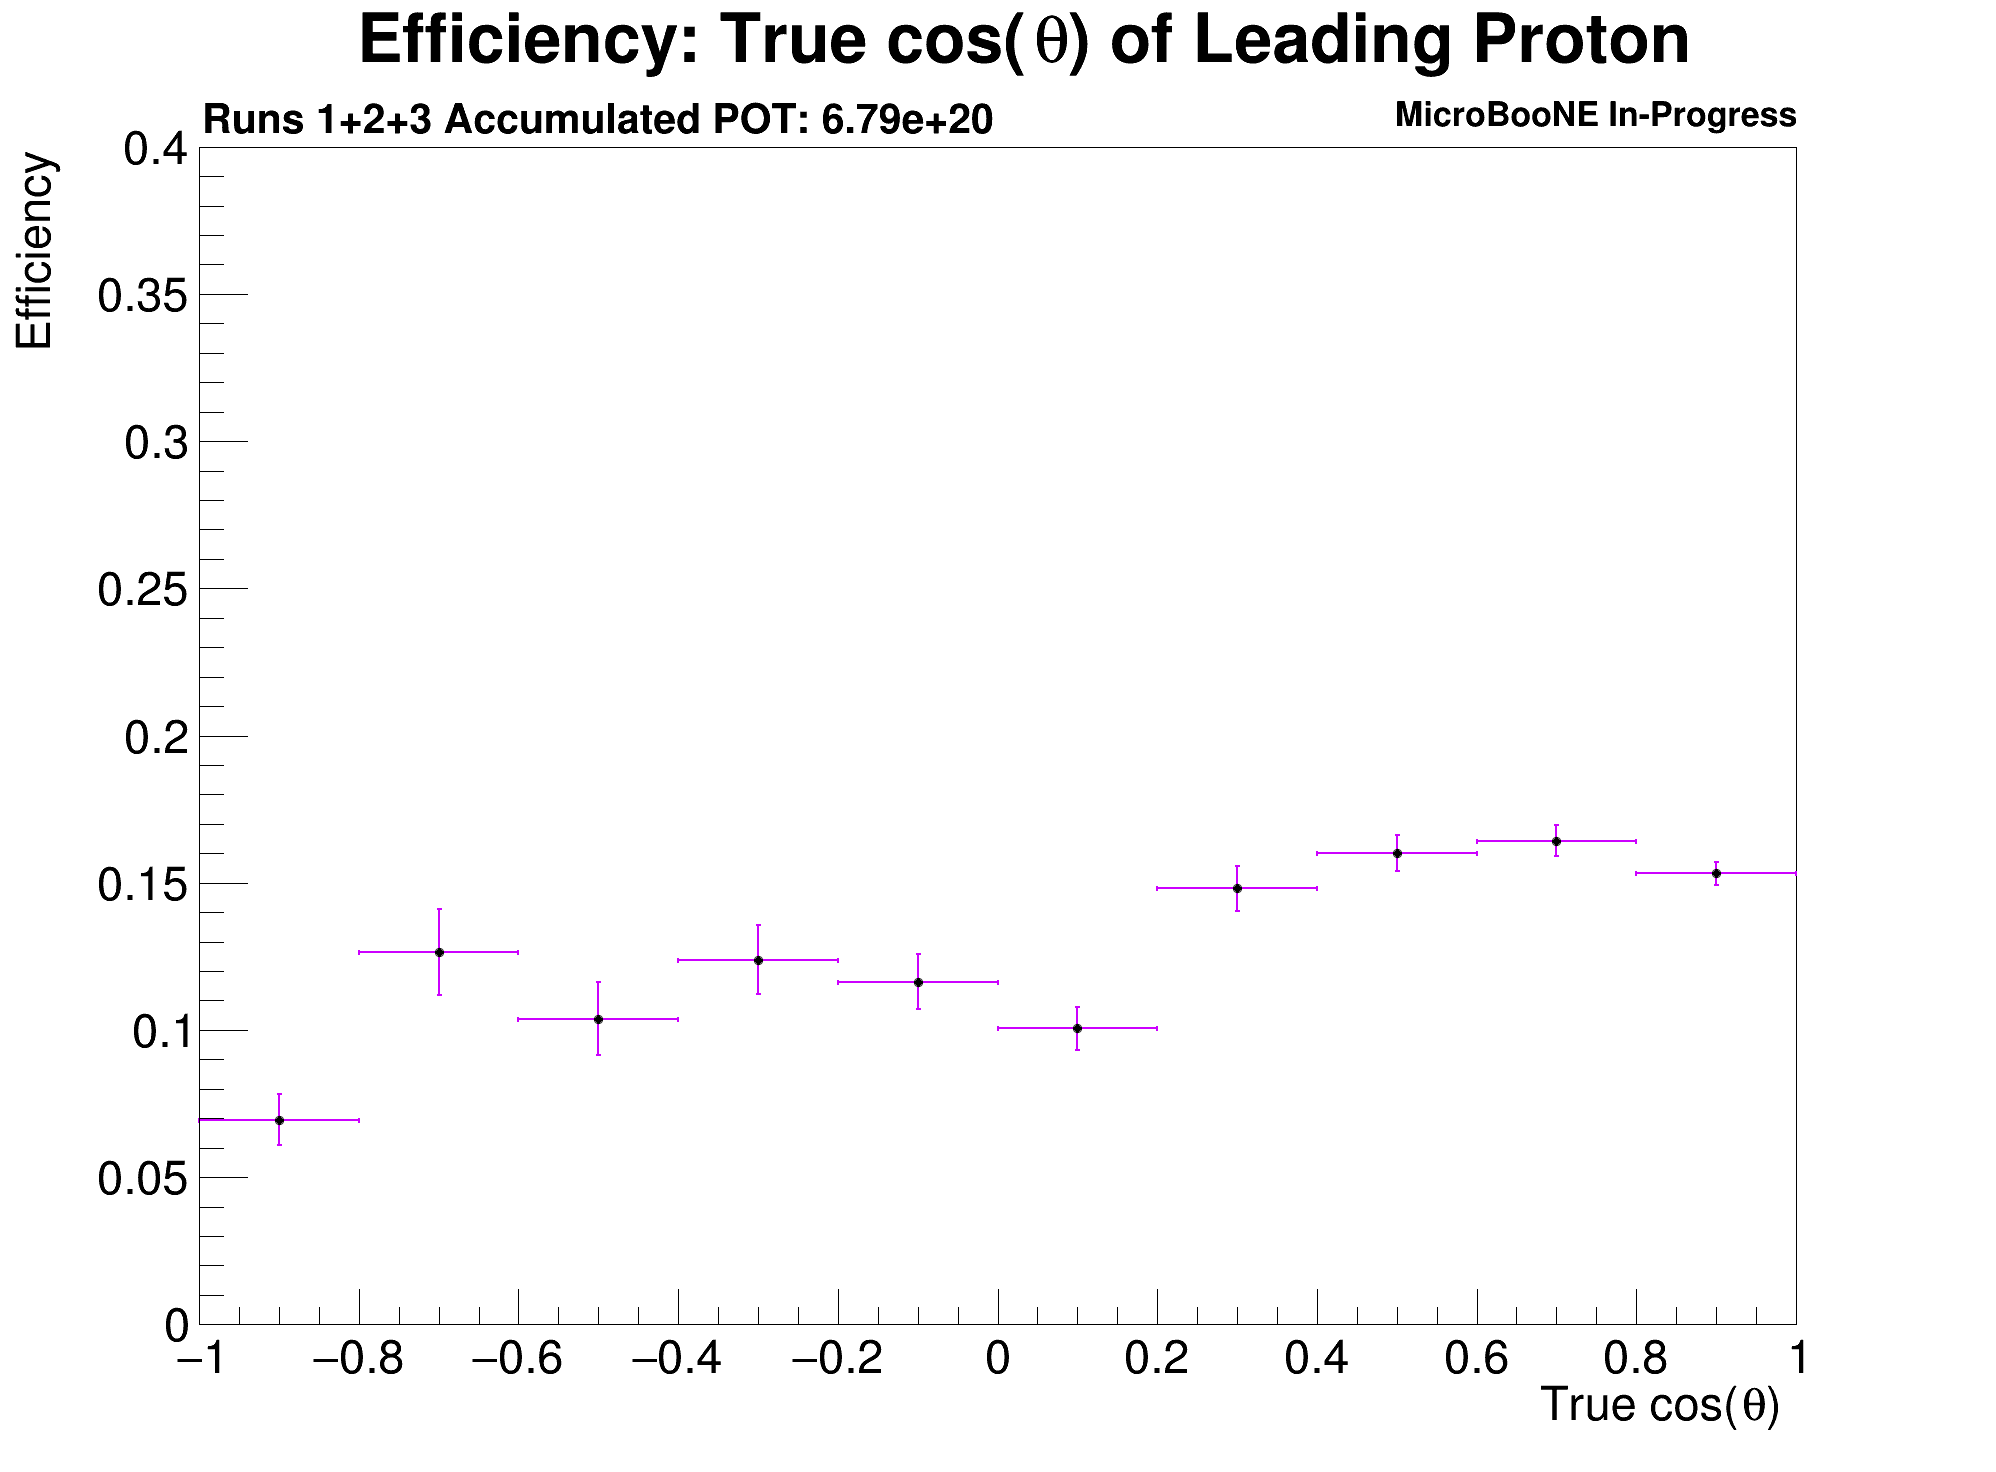 Efficiency: True cos(θ) of Leading Proton
Runs 1+2+3 Accumulated POT: 6.79e+20
MicroBooNE In-Progress
Efficiency
0.4
0.35
0.3
0.25
0.2
0.15
0.1
0.05
0
−1 −0.8 −0.6 −0.4 −0.2 0 0.2 0.4 0.6 0.8 1
True cos(θ)